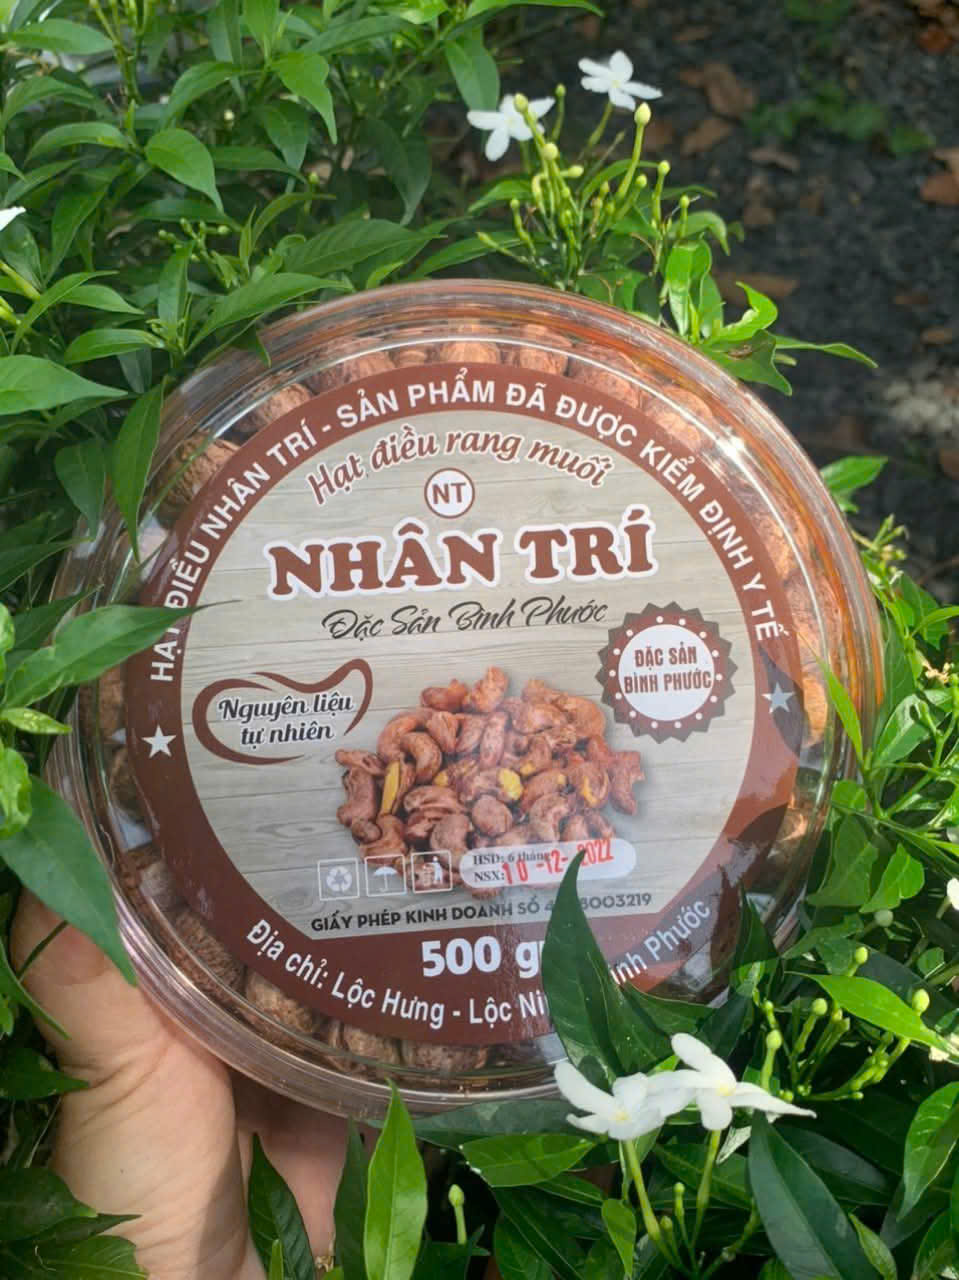 HẠT ĐIỀU NHÂN TRÍ - SẢN PHẨM ĐÃ ĐƯỢC KIỂM ĐỊNH Y TẾ
Hạt điều rang muối
NT
NHÂN TRÍ
Đặc Sản Bình Phước
ĐẶC SẢN
BÌNH PHƯỚC
Nguyên liệu
tự nhiên
HSD: 6 tháng
NSX: 10-12-2022
GIẤY PHÉP KINH DOANH SỐ 8003219
500
Địa chỉ: Lộc Hưng - Lộc Phước